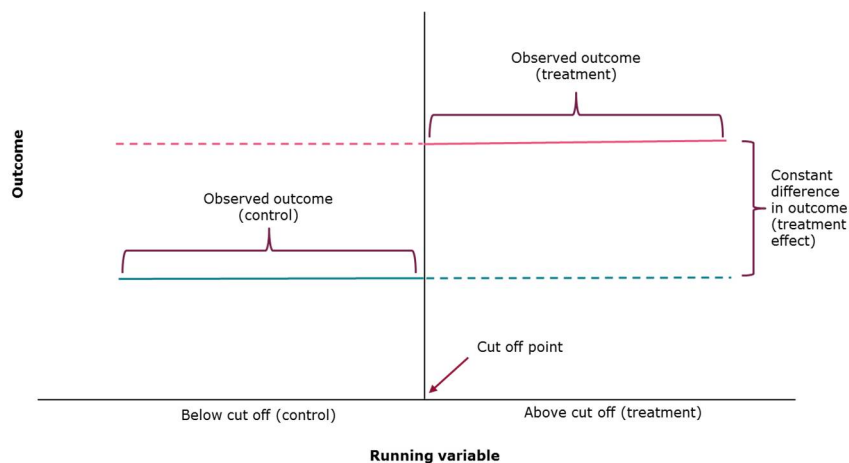 Observed outcome
(treatment)
Outcome
Observed outcome
(control)
Constant
difference
in outcome
(treatment
effect)
Cut off point
Below cut off (control)
Above cut off (treatment)
Running variable